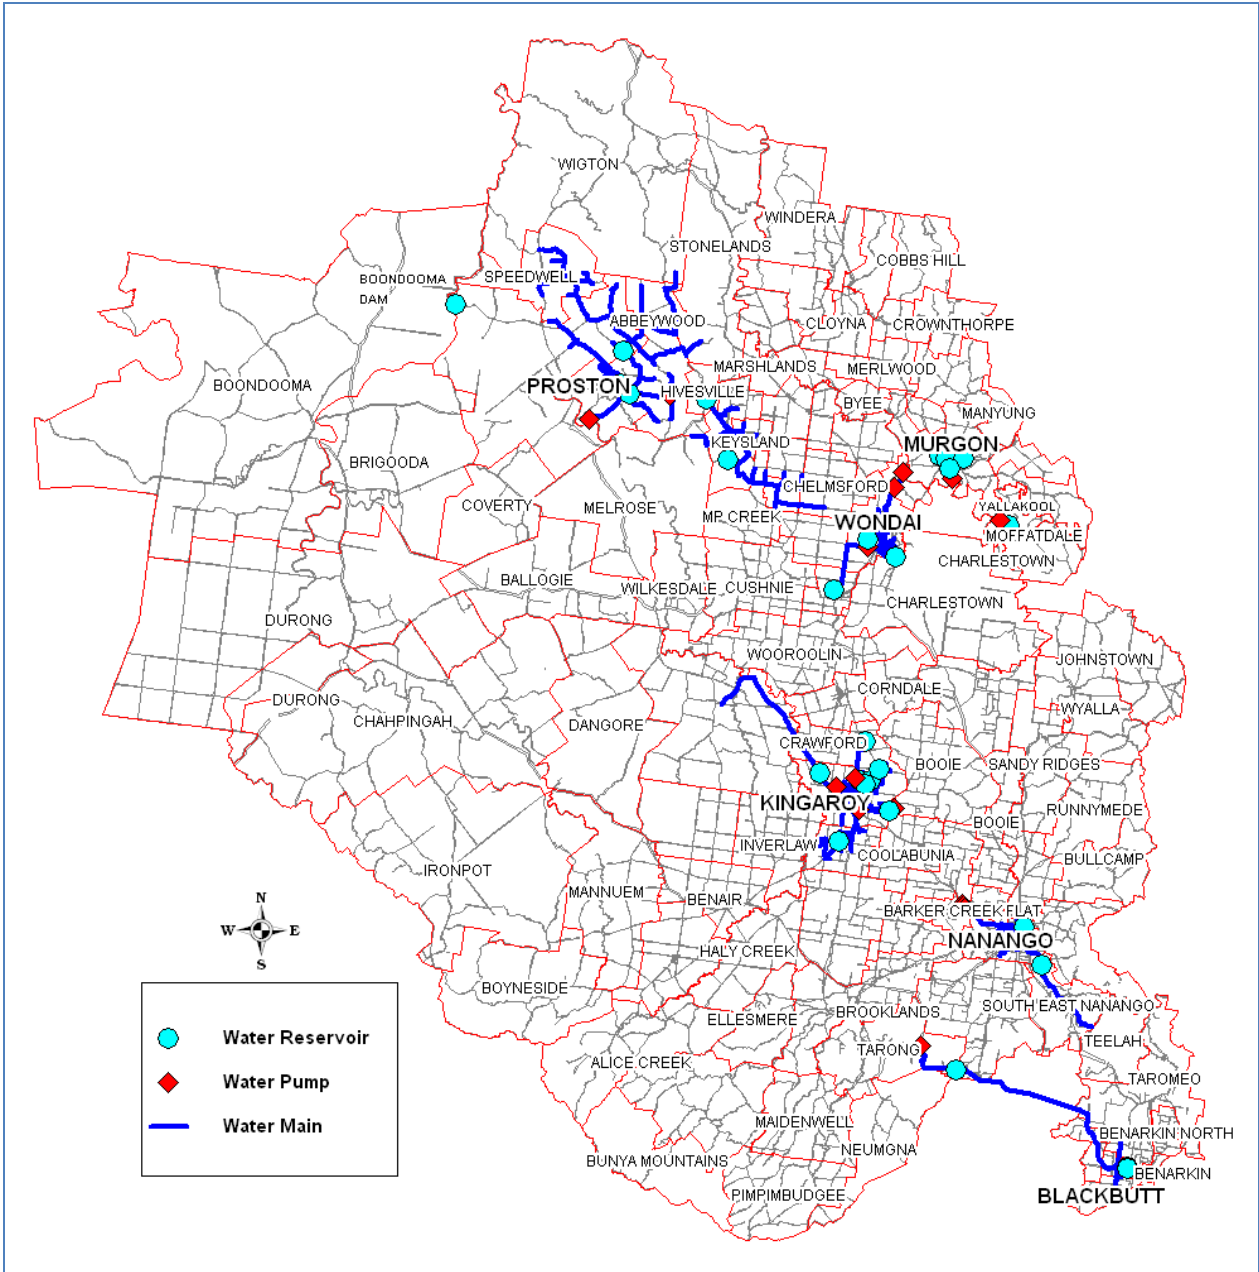 WIGTON
WINDERA
STONELANDS
COBBS HILL
SPEEDWELL
BOONDOOMA
DAM
ABBEYWOOD
CLOYNA
CROWNTHORPE
MARSHLANDS
MERLWOOD
BOONDOOMA
PROSTON
HIVESVILLE
BYEE
MANYUNG
KEYSLAND
MURGON
BRIGOODA
CHELMSFORD
COVERTY
MELROSE
MP CREEK
WONDAI
YALLAKOOL
MOFFATDALE
CHARLESTOWN
BALLOGIE
WILKESDALE
CUSHNIE
CHARLESTOWN
DURONG
WOOROOLIN
JOHNSTOWN
CORNDALE
DURONG
WYALLA
CHAHPINGAH
DANGORE
CRAWFORD
BOOIE
SANDY RIDGES
KINGAROY
RUNNYMEDE
BOOIE
INVERLAW
COOLABUNIA
BULLCAMP
IRONPOT
MANNUEM
BENAIR
BARKER CREEK FLAT
N
W E
S
NANANGO
HALY CREEK
BOYNESIDE
SOUTH EAST NANANGO
BROOKLANDS
ELLESMERE
Water Reservoir
TEELAH
TARONG
ALICE CREEK
Water Pump
TAROMEO
Water Main
MAIDENWELL
BENARKIN NORTH
NEUMGNA
BUNYA MOUNTAINS
BENARKIN
PIMPIMBUDGEE
BLACKBUTT